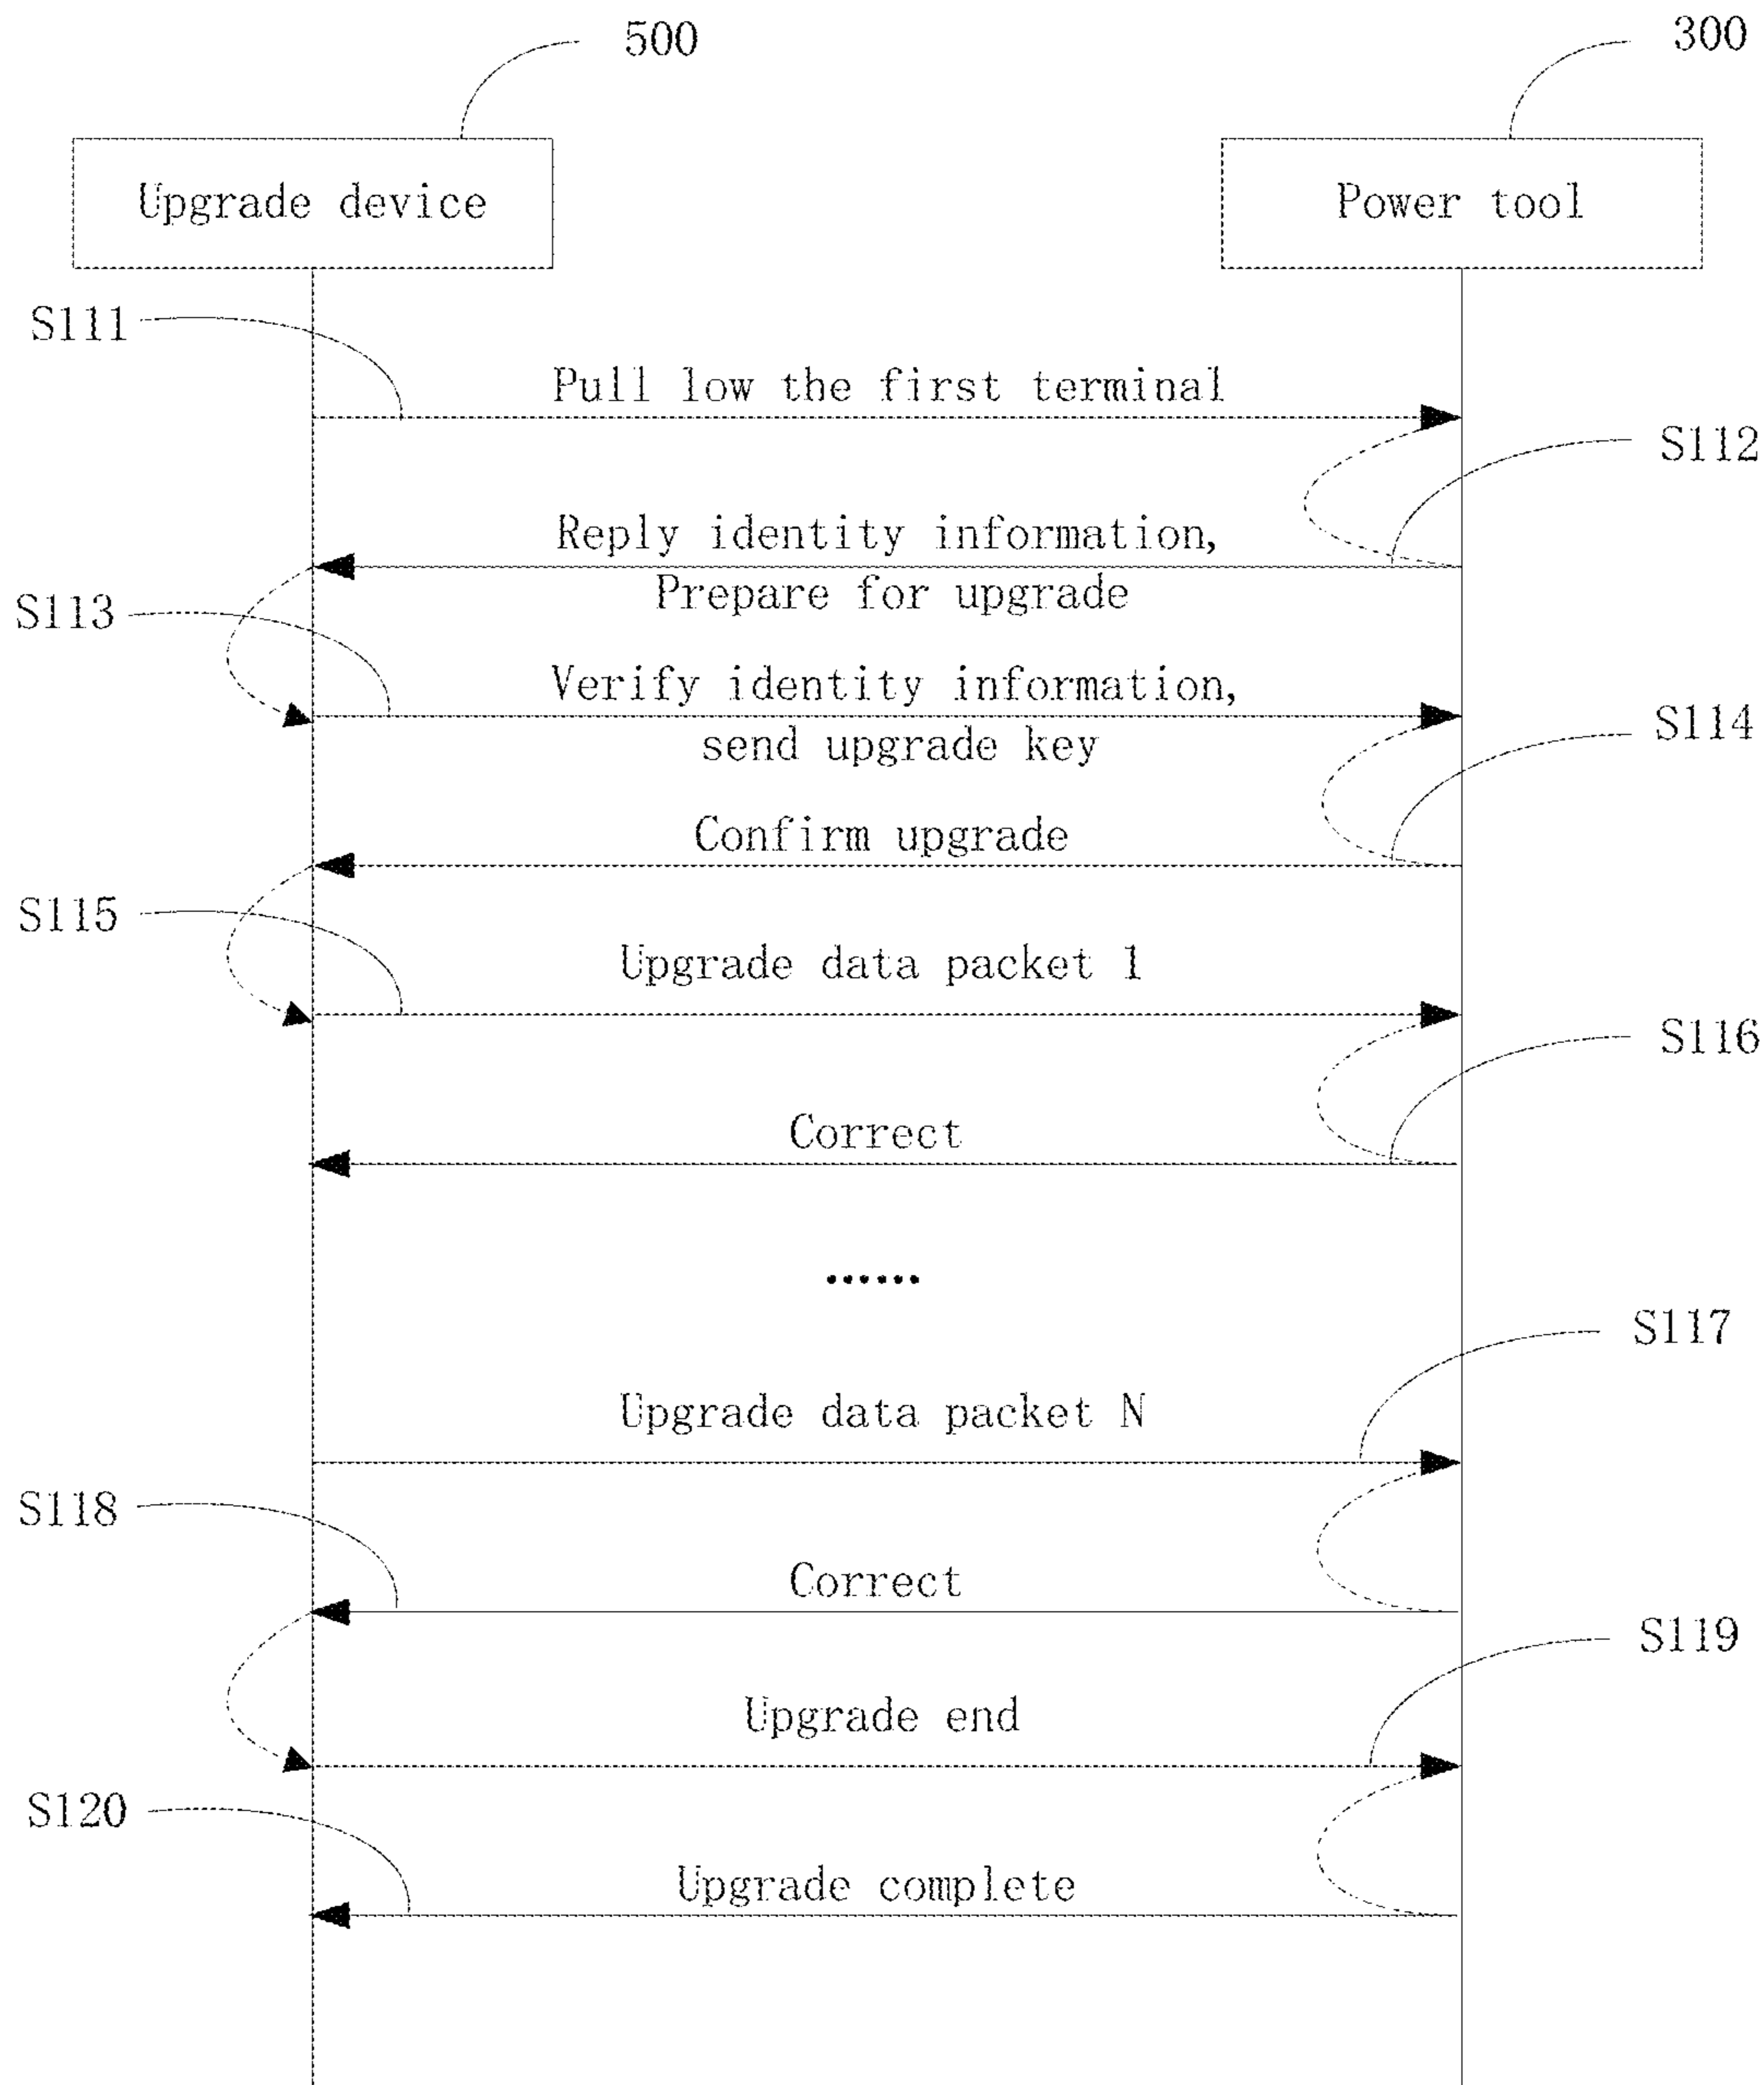 500
300
Upgrade device
Power tool
S111
Pull low the first terminal
S112
Reply identity information,
Prepare for upgrade
S113
Verify identity information,
send upgrade key
S114
Confirm upgrade
S115
Upgrade data packet 1
S116
Correct
......
S117
Upgrade data packet N
S118
Correct
S119
Upgrade end
S120
Upgrade complete